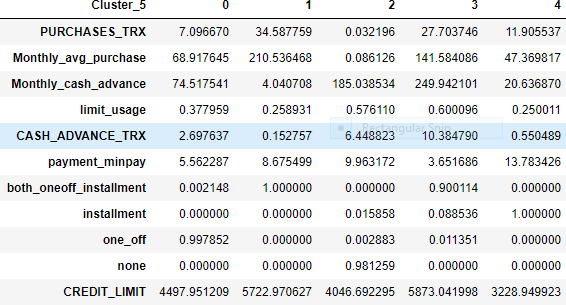 Cluster_5 0 1 2 3 4
PURCHASES_TRX 7.096670 34.587759 0.032196 27.703746 11.905537
Monthly_avg_purchase 68.917645 210.536468 0.086126 141.584086 47.369817
Monthly_cash_advance 74.517541 4.040708 185.038534 249.942101 20.636870
limit_usage 0.377959 0.258931 0.576110 0.600096 0.250011
Rectangular Snip
CASH_ADVANCE_TRX 2.697637 0.152757 6.448823 10.384790 0.550489
payment_minpay 5.562287 8.675499 9.963172 3.651686 13.783426
both_oneoff_installment 0.002148 1.000000 0.000000 0.900114 0.000000
installment 0.000000 0.000000 0.015858 0.088536 1.000000
one_off 0.997852 0.000000 0.002883 0.011351 0.000000
none 0.000000 0.000000 0.981259 0.000000 0.000000
CREDIT_LIMIT 4497.951209 5722.970627 4046.692295 5873.041998 3228.949923